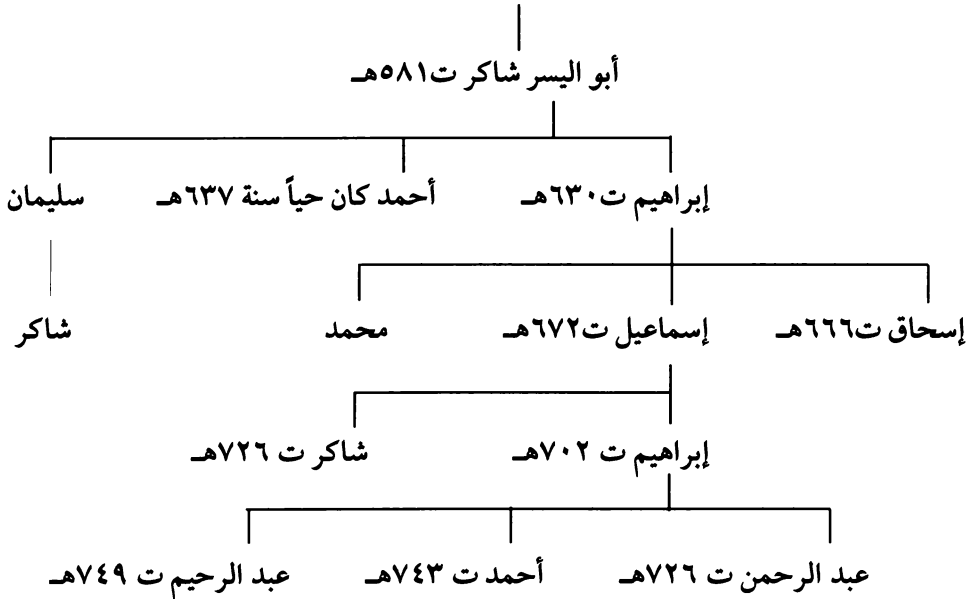 أبو اليسر شاكر ت٥٨١هـ
إبراهيم ت٦٣٠هـ أحمد كان حياً سنة ٦٣٧هـ سليمان
إسحاق ت٦٦٦هـ إسماعيل ت٦٧٢هـ محمد شاكر
إبراهيم ت ٧٠٢هـ شاكر ت ٧٢٦هـ
عبد الرحمن ت ٧٢٦هـ أحمد ت ٧٤٣هـ عبد الرحيم ت ٧٤٩هـ